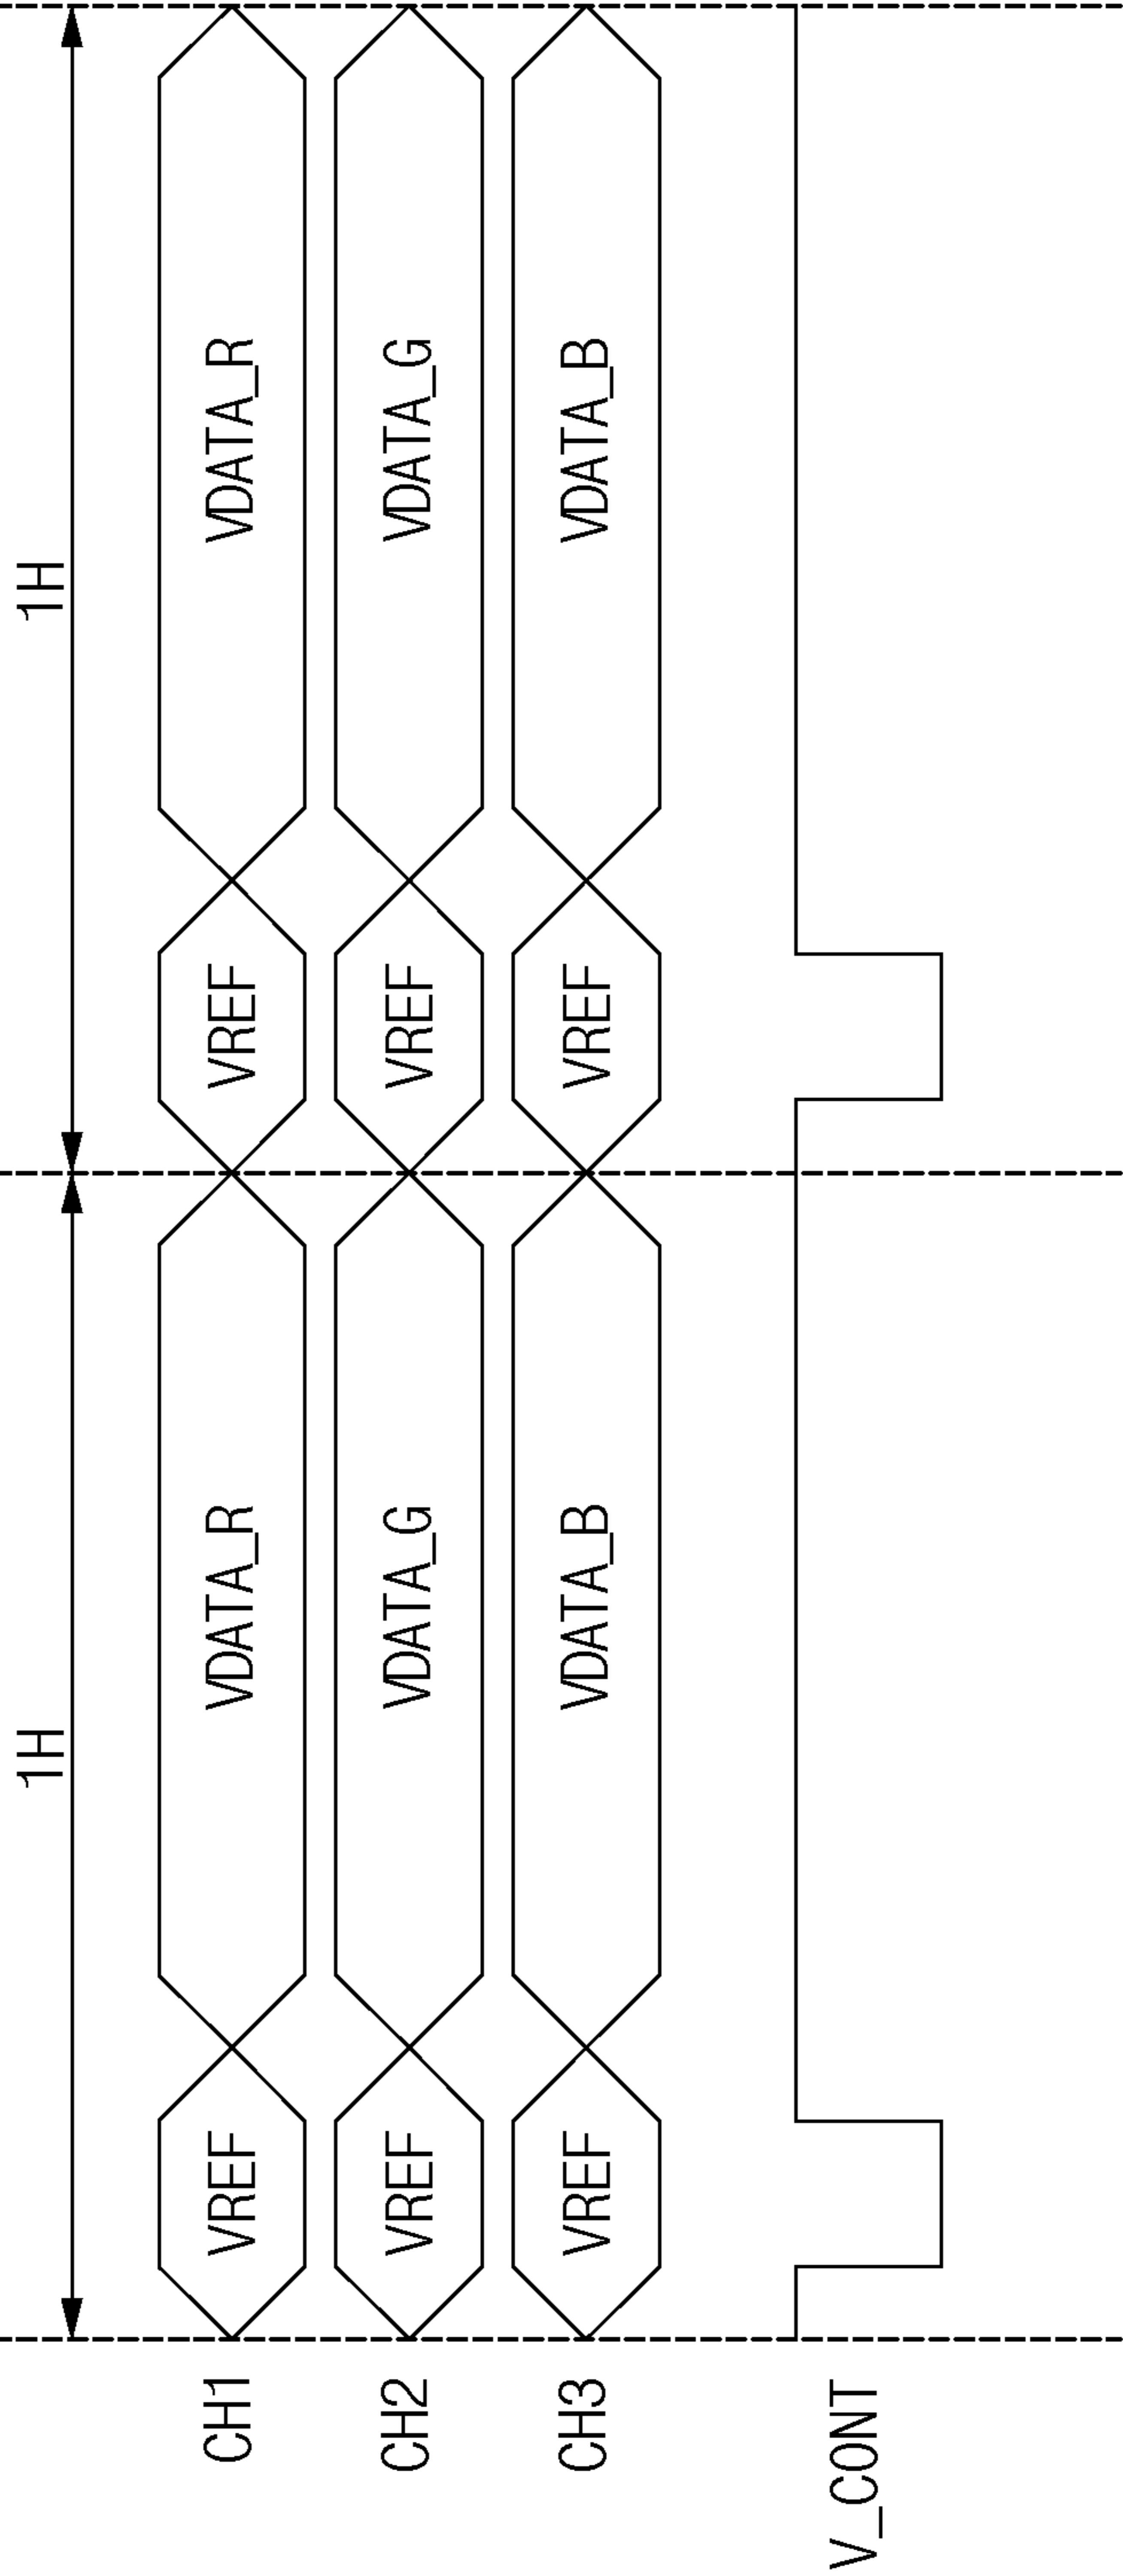 1H 1H
CH1 VREF VDATA_R VREF VDATA_R
CH2 VREF VDATA_G VREF VDATA_G
CH3 VREF VDATA_B VREF VDATA_B
V_CONT